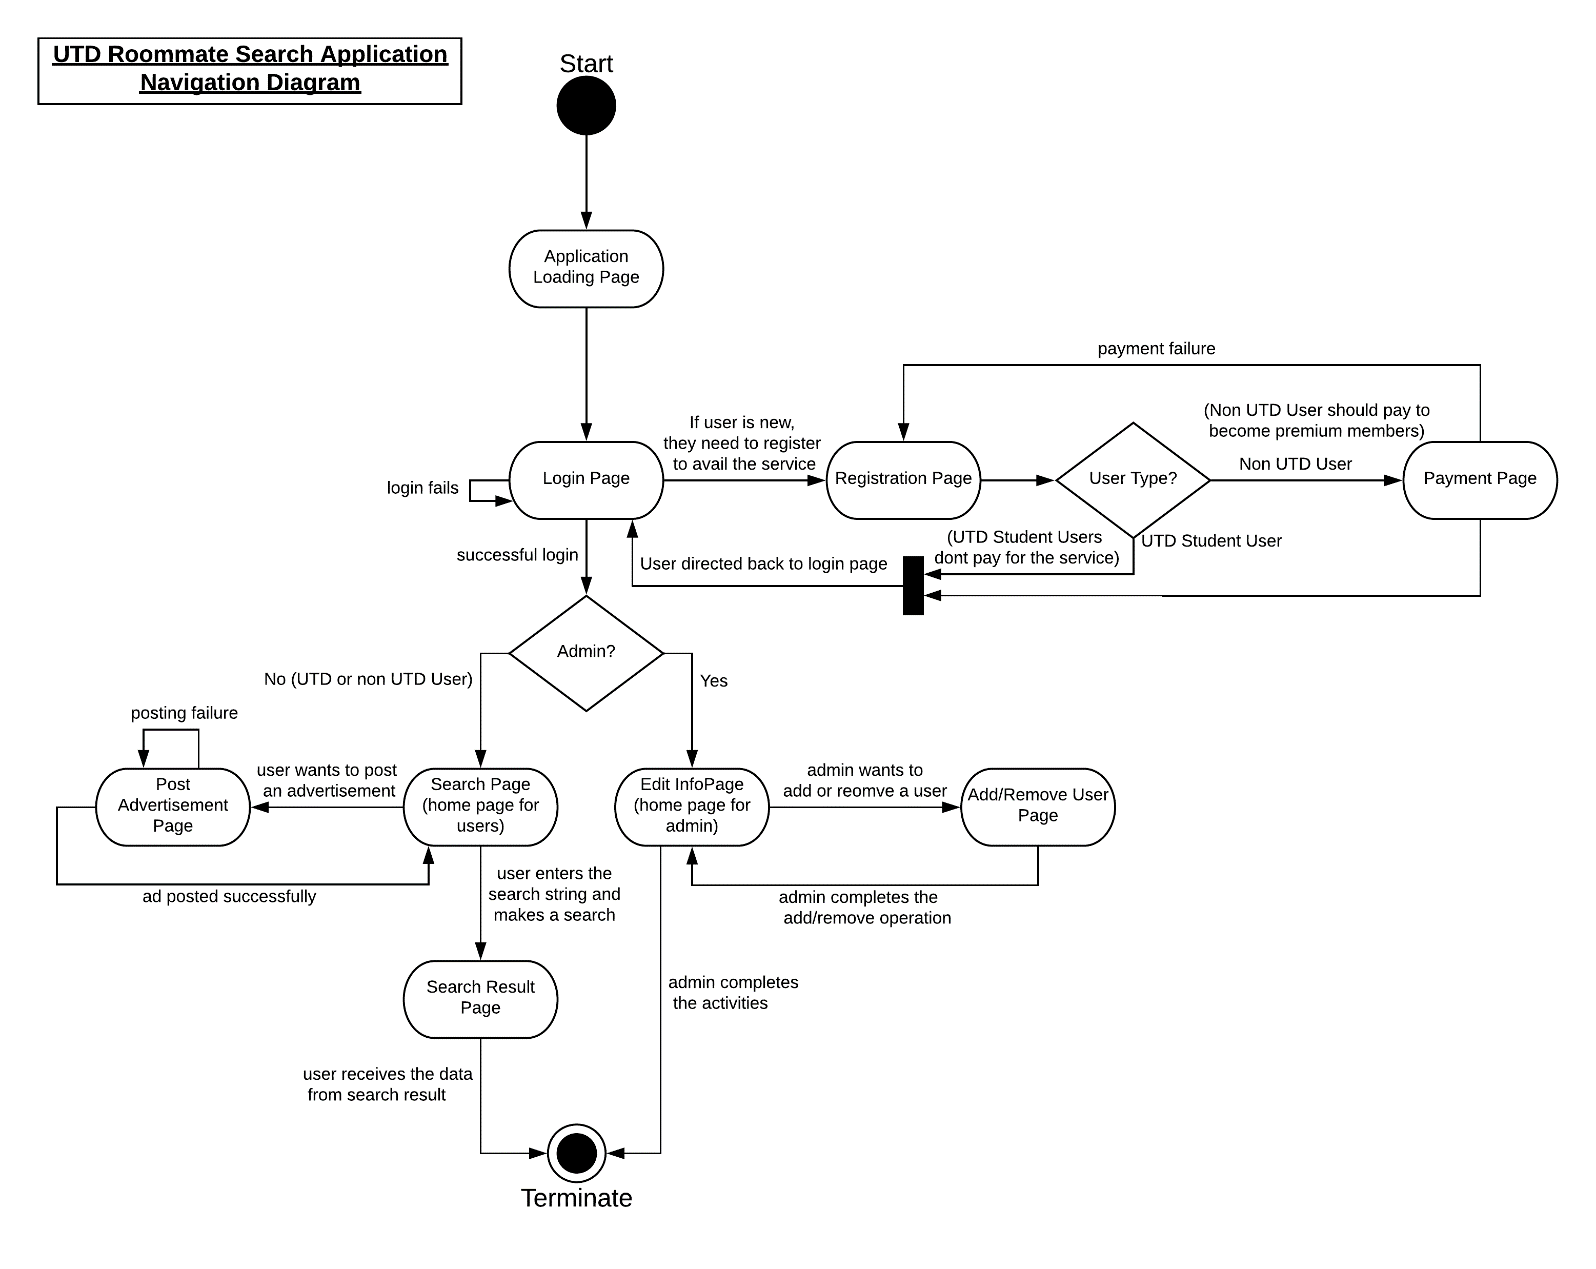 UTD Roommate Search Application
Navigation Diagram
Start
Application
Loading Page
payment failure
(Non UTD User should pay to
become premium members)
If user is new,
they need to register
to avail the service
login fails
Login Page
Registration Page
User Type?
Non UTD User
Payment Page
successful login
User directed back to login page
(UTD Student Users
dont pay for the service)
UTD Student User
Admin?
No (UTD or non UTD User)
Yes
posting failure
Post
Advertisement
Page
user wants to post
an advertisement
Search Page
(home page for
users)
Edit InfoPage
(home page for
admin)
admin wants to
add or reomve a user
Add/Remove User
Page
ad posted successfully
user enters the
search string and
makes a search
admin completes the
add/remove operation
Search Result
Page
admin completes
the activities
user receives the data
from search result
Terminate